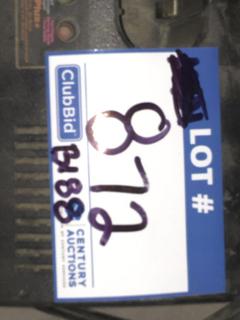 LOT #
872
ClubBid
B188
CENTURY
AUCTIONS